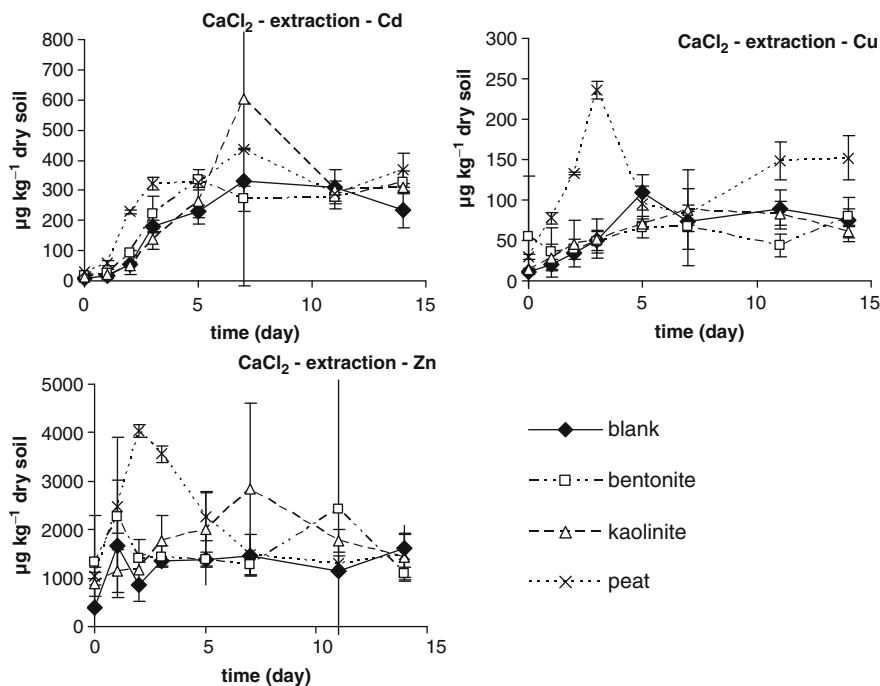 CaCl₂ - extraction - Cd
µg kg⁻¹ dry soil
800
700
600
500
400
300
200
100
0
0 5 10 15
time (day)
CaCl₂ - extraction - Cu
µg kg⁻¹ dry soil
300
250
200
150
100
50
0
0 5 10 15
time (day)
CaCl₂ - extraction - Zn
µg kg⁻¹ dry soil
5000
4000
3000
2000
1000
0
0 5 10 15
time (day)
blank
bentonite
kaolinite
peat